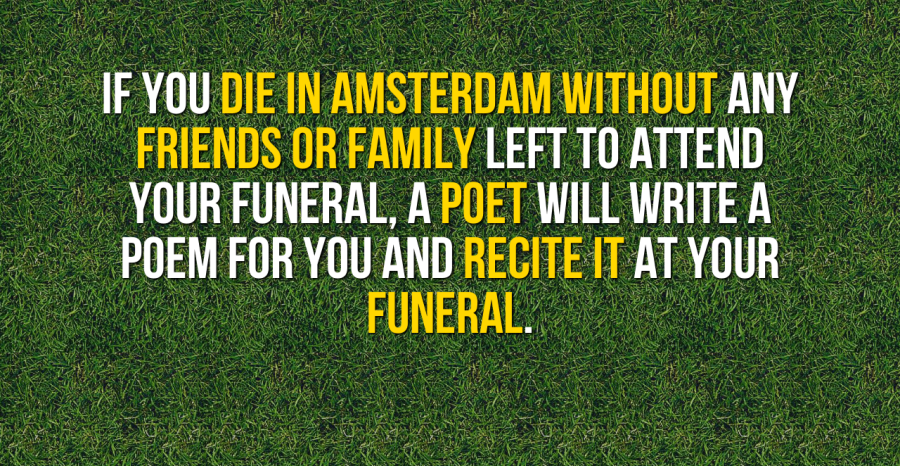 IF YOU DIE IN AMSTERDAM WITHOUT ANY
FRIENDS OR FAMILY LEFT TO ATTEND
YOUR FUNERAL, A POET WILL WRITE A
POEM FOR YOU AND RECITE IT AT YOUR
FUNERAL.